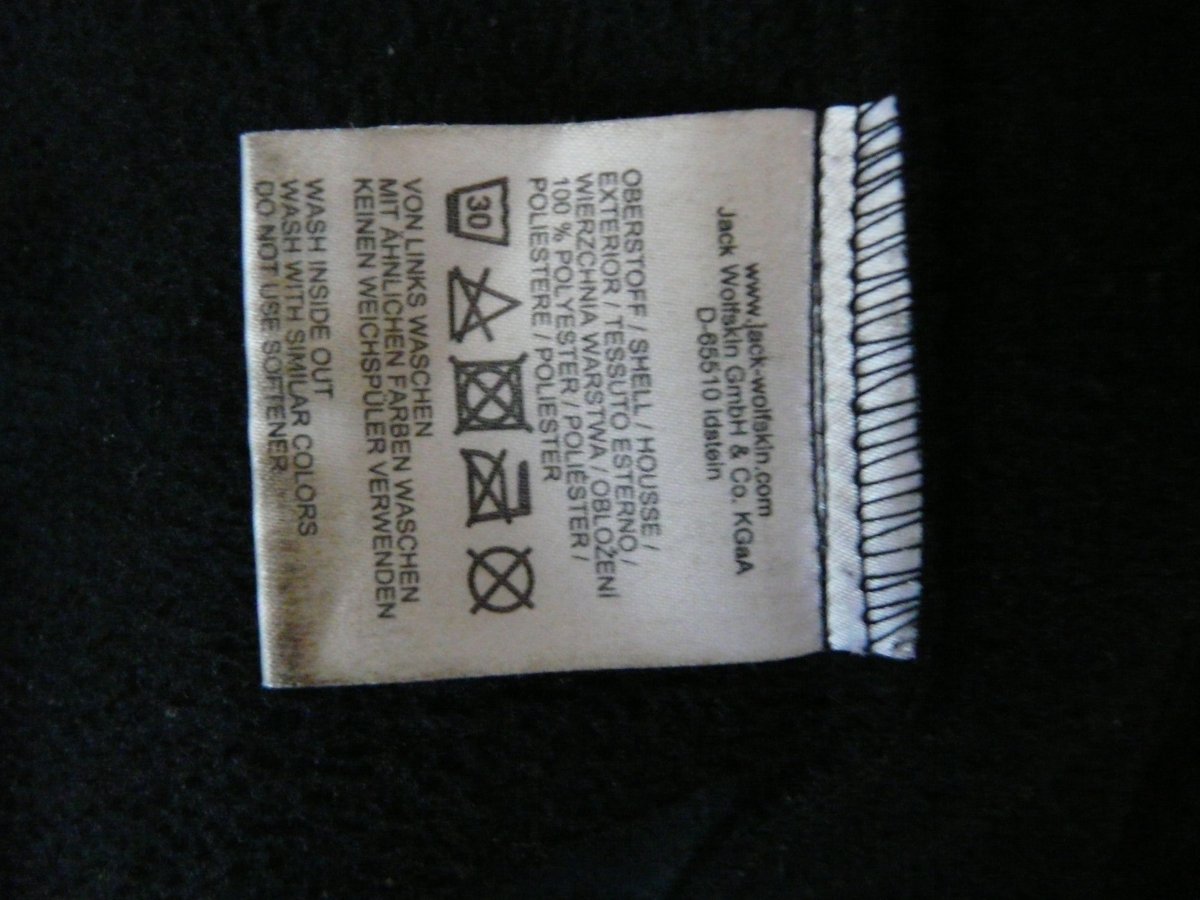 www.jack-wolfskin.com
Jack Wolfskin GmbH & Co. KGaA
D-65510 Idstein
OBERSTOFF / SHELL / HOUSSE /
EXTERIOR / TESSUTO ESTERNO /
WIERZCHNIA WARSTWA / OBLOŽENÍ
100 % POLYESTER / POLIÉSTER /
POLIESTERE / POLIESTER
30
VON LINKS WASCHEN
MIT ÄHNLICHEN FARBEN WASCHEN
KEINEN WEICHSPÜLER VERWENDEN
WASH INSIDE OUT
WASH WITH SIMILAR COLORS
DO NOT USE SOFTENER